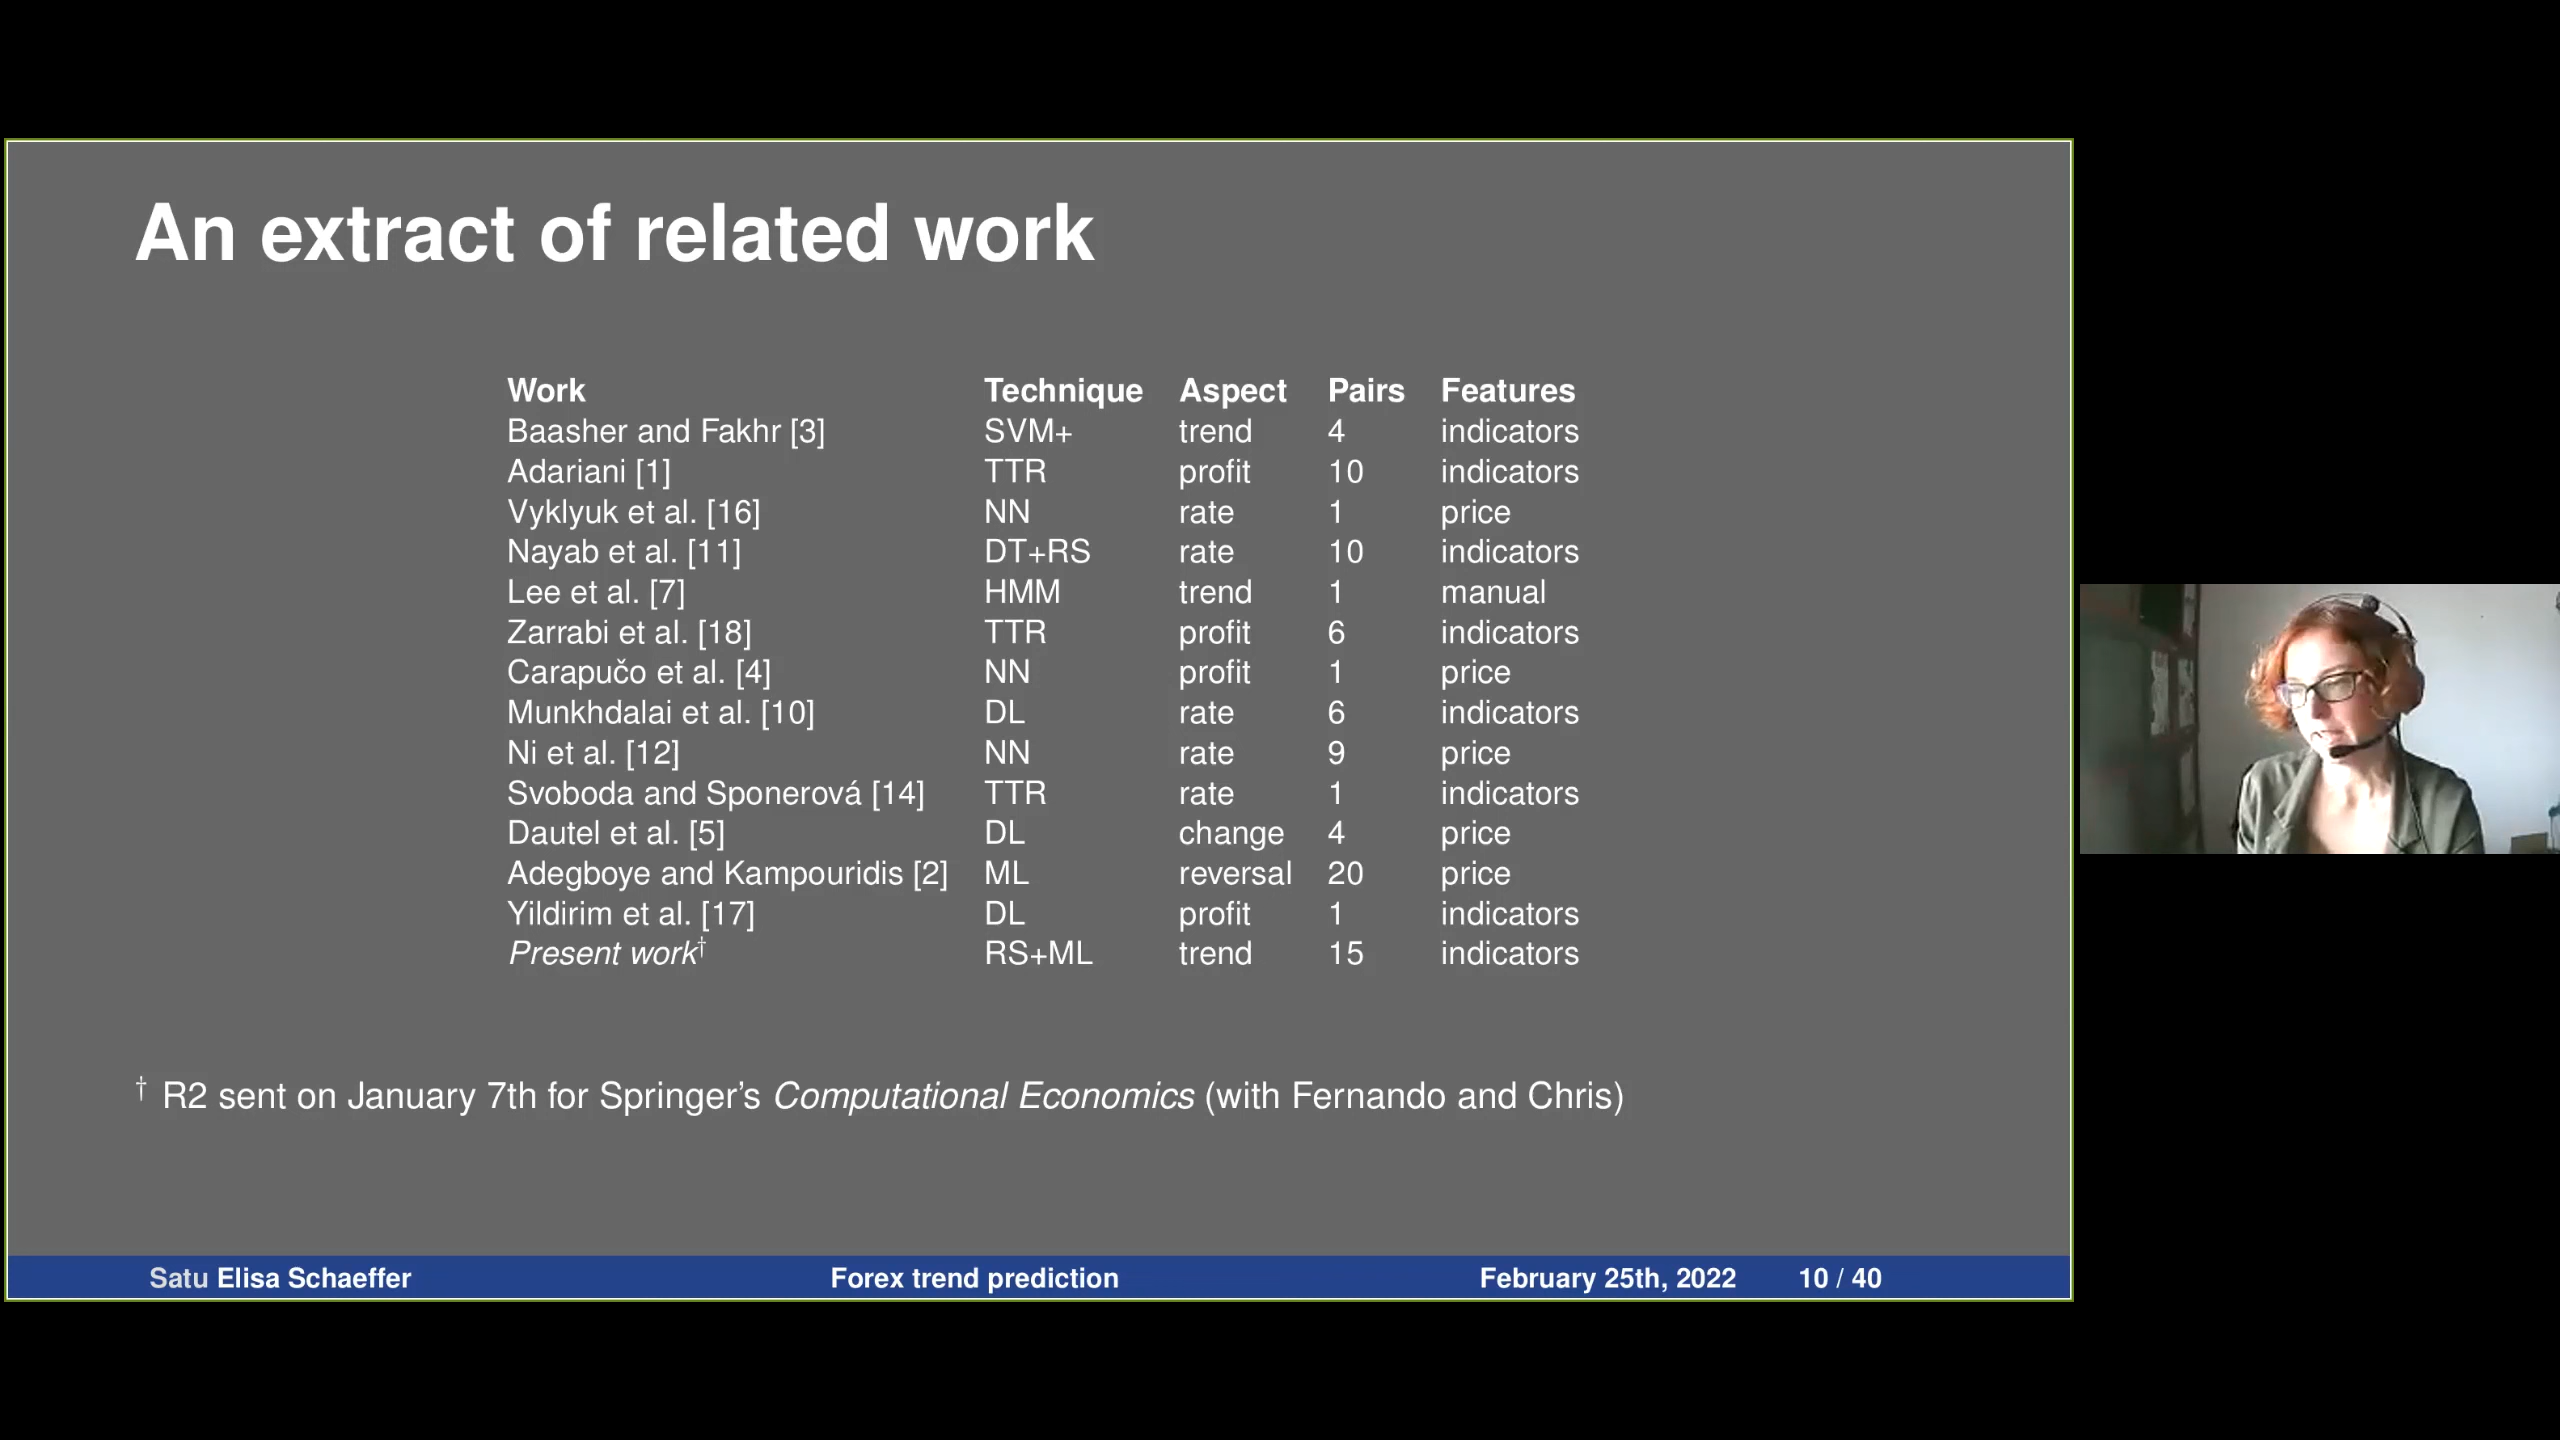 An extract of related work
Work Technique Aspect Pairs Features
Baasher and Fakhr [3] SVM+ trend 4 indicators
Adariani [1] TTR profit 10 indicators
Vyklyuk et al. [16] NN rate 1 price
Nayab et al. [11] DT+RS rate 10 indicators
Lee et al. [7] HMM trend 1 manual
Zarrabi et al. [18] TTR profit 6 indicators
Carapučo et al. [4] NN profit 1 price
Munkhdalai et al. [10] DL rate 6 indicators
Ni et al. [12] NN rate 9 price
Svoboda and Sponerová [14] TTR rate 1 indicators
Dautel et al. [5] DL change 4 price
Adegboye and Kampouridis [2] ML reversal 20 price
Yildirim et al. [17] DL profit 1 indicators
Present work† RS+ML trend 15 indicators
† R2 sent on January 7th for Springer’s Computational Economics (with Fernando and Chris)
Satu Elisa Schaeffer Forex trend prediction February 25th, 2022 10 / 40